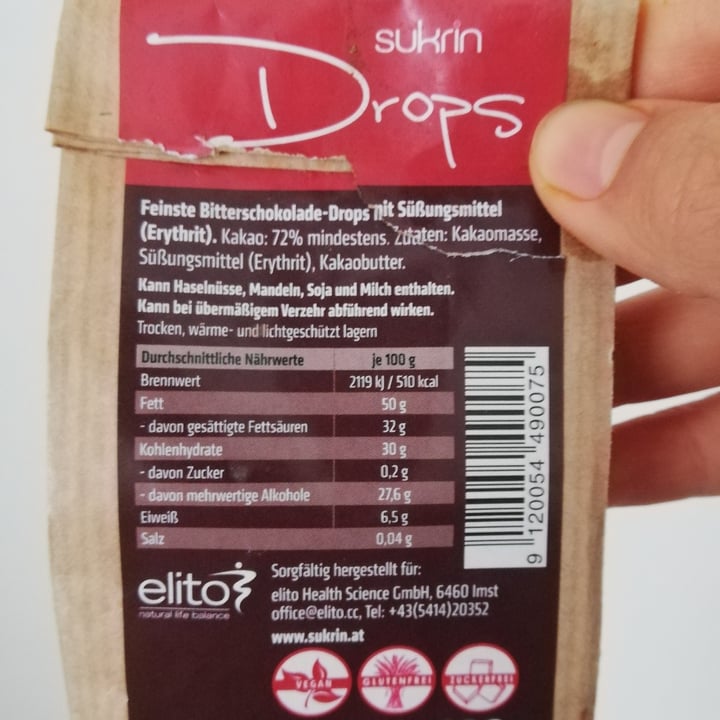 sukrin
Drops
Feinste Bitterschokolade-Drops mit Süßungsmittel
(Erythrit). Kakao: 72% mindestens. Zutaten: Kakaomasse,
Süßungsmittel (Erythrit), Kakaobutter.
Kann Haselnüsse, Mandeln, Soja und Milch enthalten.
Kann bei übermäßigem Verzehr abführend wirken.
Trocken, wärme- und lichtgeschützt lagern
Durchschnittliche Nährwerte je 100 g
Brennwert 2119 kJ / 510 kcal
Fett 50 g
- davon gesättigte Fettsäuren 32 g
Kohlenhydrate 30 g
- davon Zucker 0,2 g
- davon mehrwertige Alkohole 27,6 g
Eiweiß 6,5 g
Salz 0,04 g
9 120054 490075
elito
natural life balance
Sorgfältig hergestellt für:
elito Health Science GmbH, 6460 Imst
office@elito.cc, Tel: +43(5414)20352
www.sukrin.at
VEGAN
GLUTENFREI
ZUCKERFREI